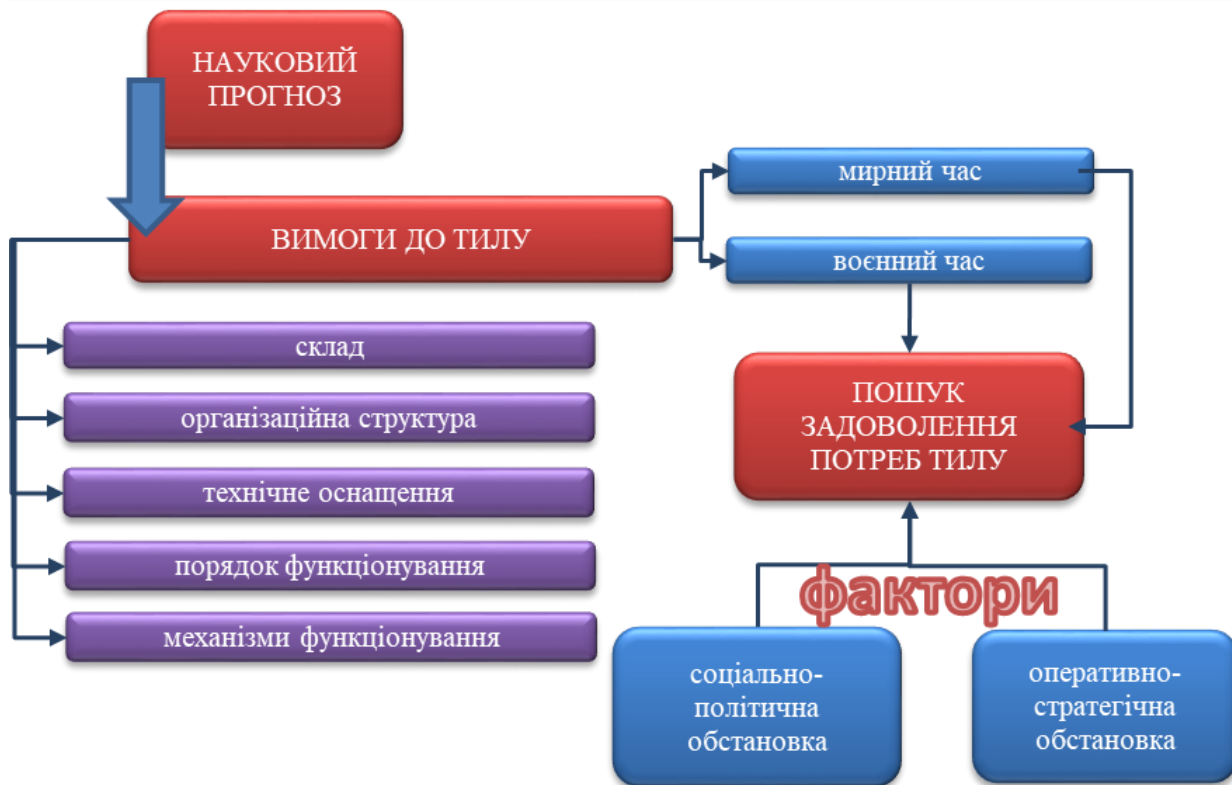 НАУКОВИЙ
ПРОГНОЗ
ВИМОГИ ДО ТИЛУ
мирний час
воєнний час
склад
організаційна структура
технічне оснащення
порядок функціонування
механізми функціонування
ПОШУК
ЗАДОВОЛЕННЯ
ПОТРЕБ ТИЛУ
фактори
соціально-
політична
обстановка
оперативно-
стратегічна
обстановка